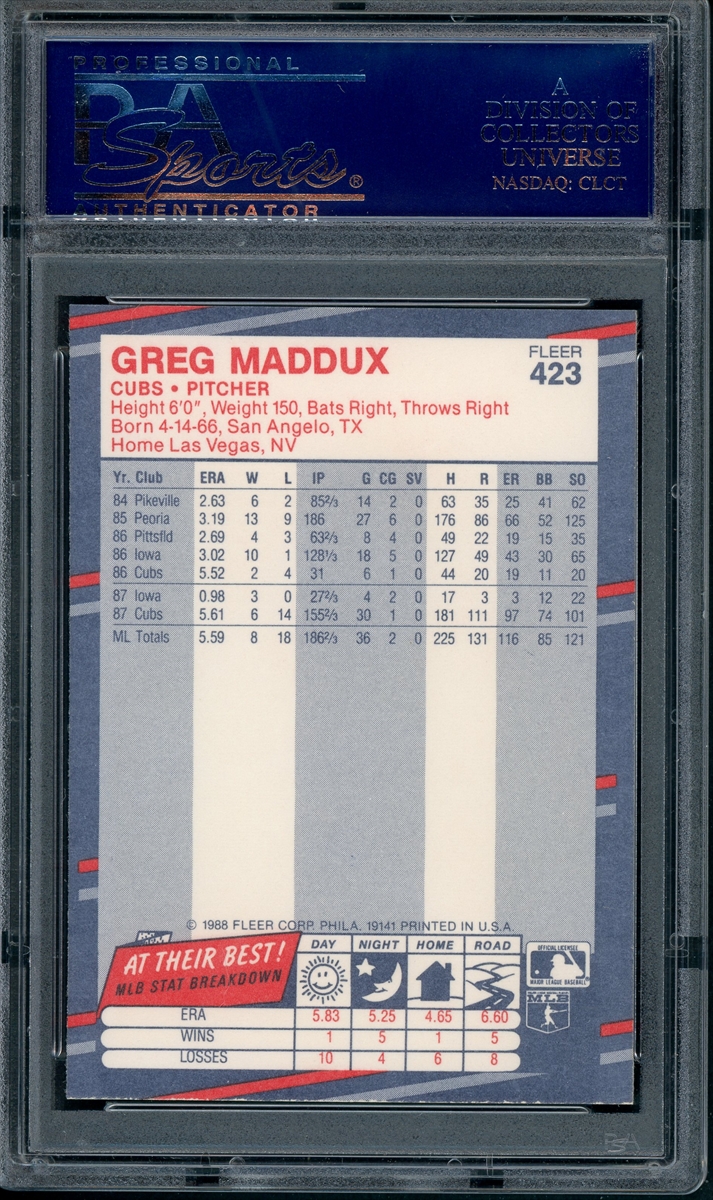 PROFESSIONAL
PSA
Sports®
AUTHENTICATOR
A
DIVISION OF
COLLECTORS
UNIVERSE
NASDAQ: CLCT
GREG MADDUX
FLEER
423
CUBS • PITCHER
Height 6'0", Weight 150, Bats Right, Throws Right
Born 4-14-66, San Angelo, TX
Home Las Vegas, NV
Yr. Club ERA W L IP G CG SV H R ER BB SO
84 Pikeville 2.63 6 2 85⅔ 14 2 0 63 35 25 41 62
85 Peoria 3.19 13 9 186 27 6 0 176 86 66 52 125
86 Pittsfld 2.69 4 3 63⅔ 8 4 0 49 22 19 15 35
86 Iowa 3.02 10 1 128⅓ 18 5 0 127 49 43 30 65
86 Cubs 5.52 2 4 31 6 1 0 44 20 19 11 20
87 Iowa 0.98 3 0 27⅔ 4 2 0 17 3 3 12 22
87 Cubs 5.61 6 14 155⅔ 30 1 0 181 111 97 74 101
ML Totals 5.59 8 18 186⅔ 36 2 0 225 131 116 85 121
© 1988 FLEER CORP. PHILA. 19141 PRINTED IN U.S.A.
AT THEIR BEST!
MLB STAT BREAKDOWN
DAY NIGHT HOME ROAD
ERA 5.83 5.25 4.65 6.60
WINS 1 5 1 5
LOSSES 10 4 6 8
OFFICIAL LICENSEE
MAJOR LEAGUE BASEBALL
MLB
PSA